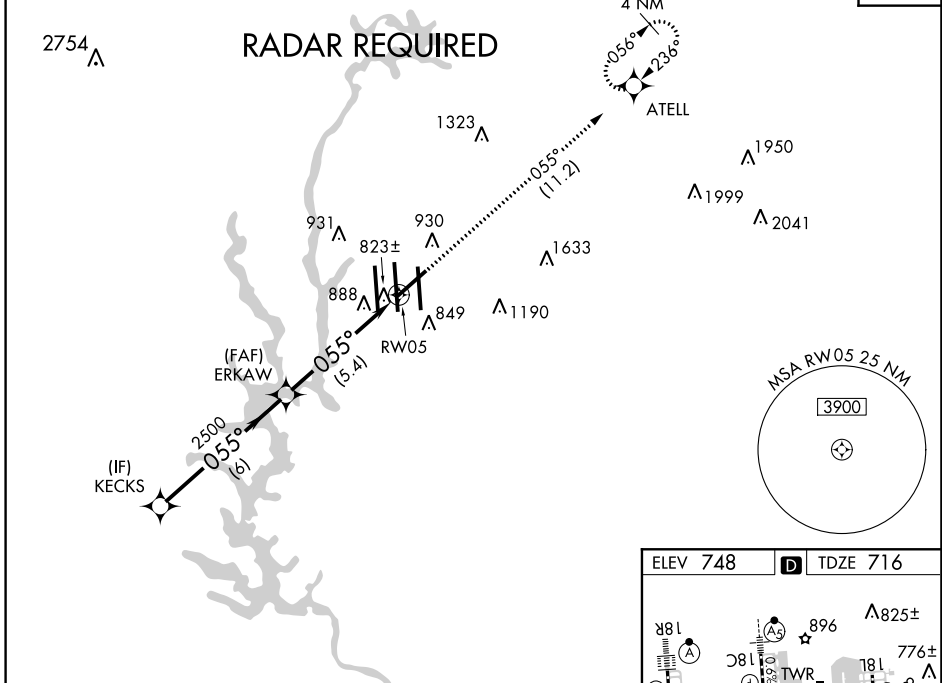 4 NM
2754
RADAR REQUIRED
056°
236°
ATELL
1323
1950
055°
(11.2)
1999
2041
931
930
823±
1633
888
849
1190
RW05
(FAF)
ERKAW
055°
(5.4)
MSA RW05 25 NM
3900
2500
055°
(6)
(IF)
KECKS
ELEV 748
D
TDZE 716
825±
18R
A5
896
A
18C
18L
776±
TWR